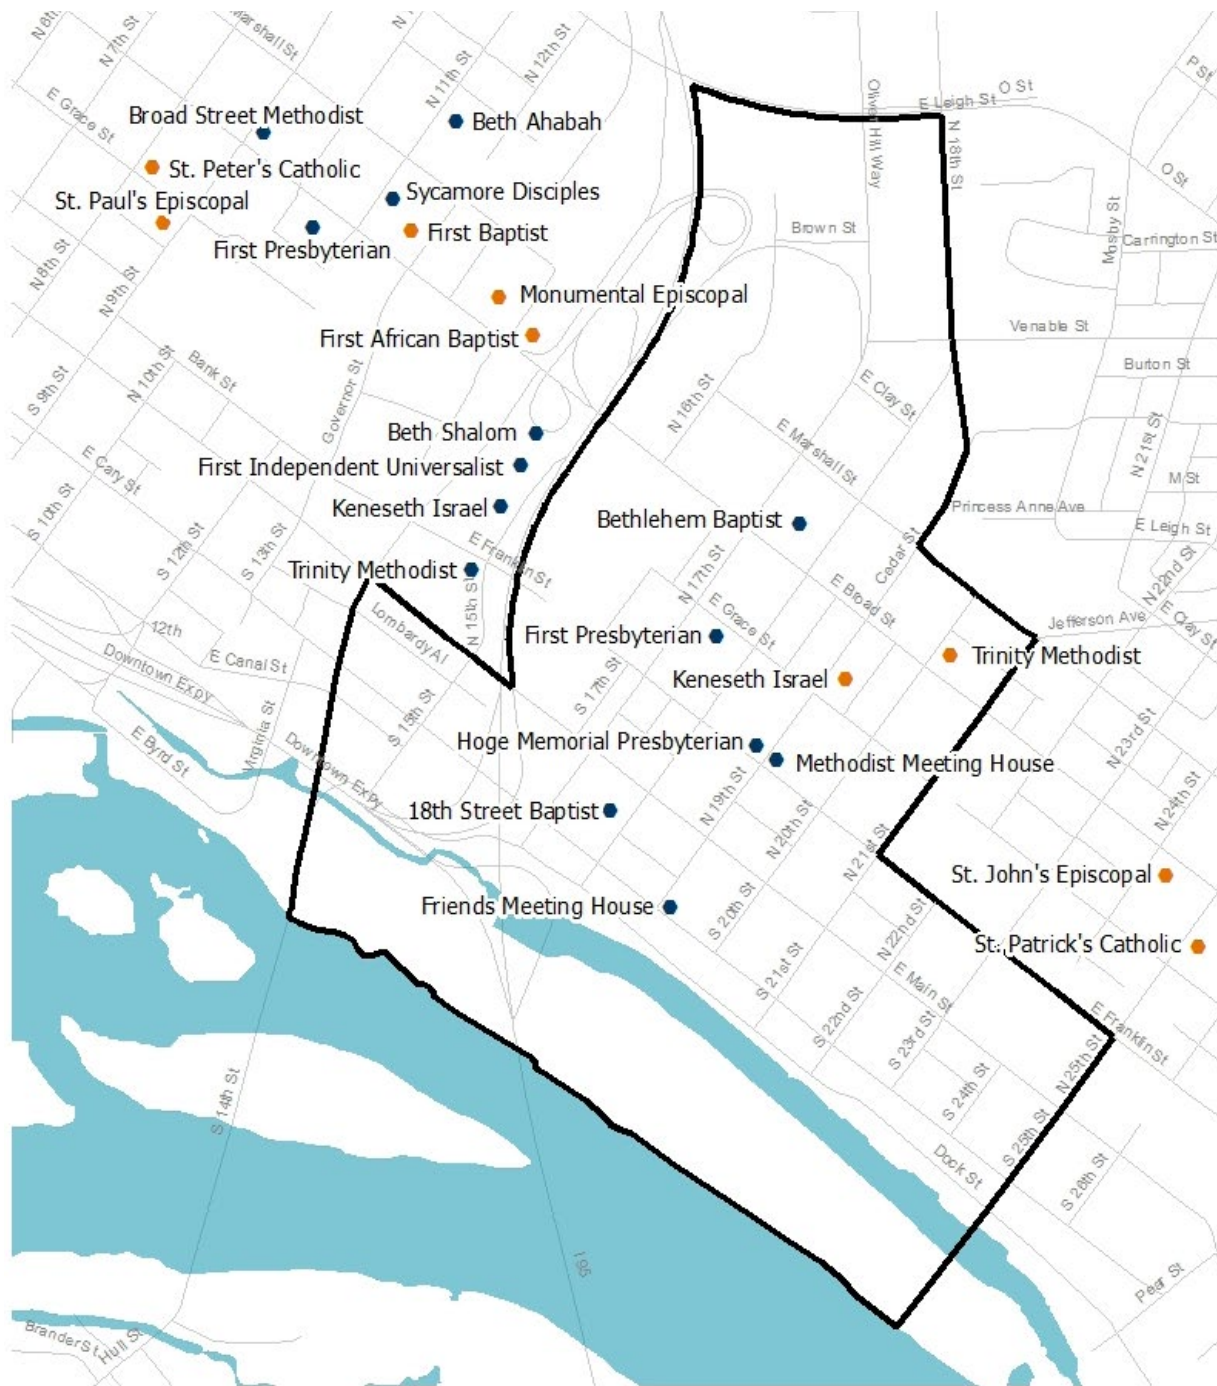 N 6th St
N 7th St
Marshall St
N 11th St
N 12th St
P St
E Grace St
Broad Street Methodist
Beth Ahabah
Oliver Hill Way
E Leigh St
O St
N 18th St
St. Peter's Catholic
O St
St. Paul's Episcopal
Sycamore Disciples
Mosby St
First Baptist
Brown St
Carrington St
First Presbyterian
N 8th St
N 9th St
Monumental Episcopal
Venable St
First African Baptist
N 10th St
Bank St
Burton St
S 9th St
Governor St
N 16th St
E Clay St
Beth Shalom
E Marshall St
N 21st St
First Independent Universalist
E Cary St
M St
Keneseth Israel
Princess Anne Ave
S 10th St
Bethlehem Baptist
E Leigh St
S 12th St
S 13th St
E Franklin St
Cedar St
Trinity Methodist
N 17th St
N 22nd St
Lombardy Al
N 15th St
E Grace St
E Broad St
E Clay St
12th
First Presbyterian
Jefferson Ave
E Canal St
Trinity Methodist
Downtown Expy
S 17th St
Keneseth Israel
S 15th St
Virginia St
E Byrd St
Hoge Memorial Presbyterian
N 23rd St
Downtown Expy
Methodist Meeting House
N 19th St
N 24th St
18th Street Baptist
N 20th St
N 21st St
St. John's Episcopal
Friends Meeting House
S 20th St
N 22nd St
St. Patrick's Catholic
S 21st St
E Main St
S 22nd St
S 23rd St
E Franklin St
N 25th St
S 24th St
S 14th St
S 25th St
Dock St
S 26th St
I 95
Pear St
Brander St
Hull St